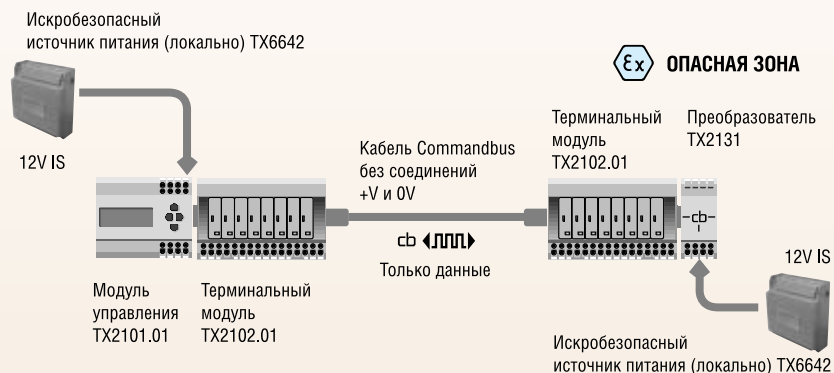 Искробезопасный
источник питания (локально) TX6642
12V IS
Модуль
управления
TX2101.01
Терминальный
модуль
TX2102.01
Кабель Commandbus
без соединений
+V и 0V
cb
Только данные
Ex ОПАСНАЯ ЗОНА
Терминальный
модуль
TX2102.01
Преобразователь
TX2131
cb
12V IS
Искробезопасный
источник питания (локально) TX6642